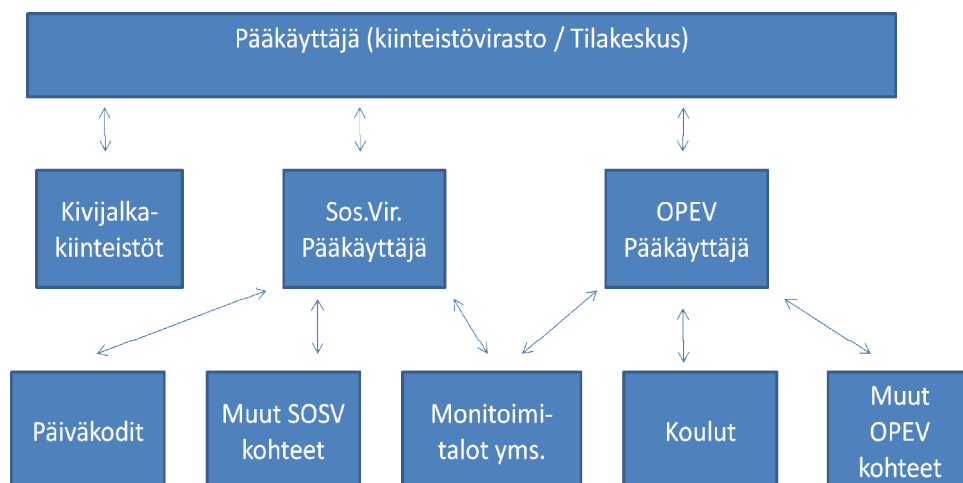 Pääkäyttäjä (kiinteistövirasto / Tilakeskus)
Kivijalka-
kiinteistöt
Sos.Vir.
Pääkäyttäjä
OPEV
Pääkäyttäjä
Päiväkodit
Muut SOSV
kohteet
Monitoimi-
talot yms.
Koulut
Muut
OPEV
kohteet